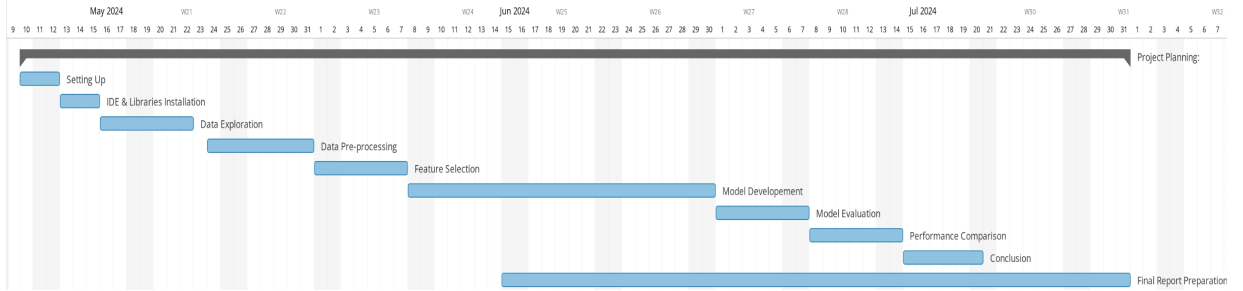 May 2024 W21 W22 W23 W24 Jun 2024 W25 W26 W27 W28 Jul 2024 W30 W31 W32
9 10 11 12 13 14 15 16 17 18 19 20 21 22 23 24 25 26 27 28 29 30 31 1 2 3 4 5 6 7 8 9 10 11 12 13 14 15 16 17 18 19 20 21 22 23 24 25 26 27 28 29 30 1 2 3 4 5 6 7 8 9 10 11 12 13 14 15 16 17 18 19 20 21 22 23 24 25 26 27 28 29 30 31 1 2 3 4 5 6 7
Project Planning:
Setting Up
IDE & Libraries Installation
Data Exploration
Data Pre-processing
Feature Selection
Model Developement
Model Evaluation
Performance Comparison
Conclusion
Final Report Preparation